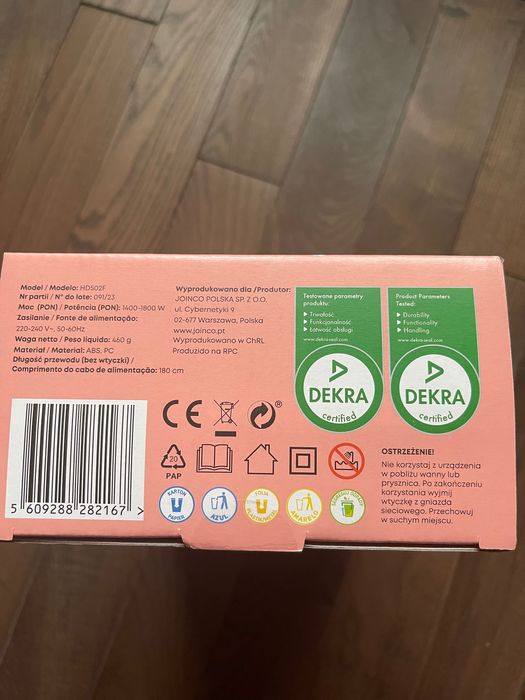 Model / Modelo: HD502F
Nr partii / N° do lote: 091/23
Moc (PON) / Potência (PON): 1400-1800 W
Zasilanie / Fonte de alimentação:
220-240 V~, 50-60Hz
Waga netto / Peso líquido: 460 g
Materiał / Material: ABS, PC
Długość przewodu (bez wtyczki) /
Comprimento do cabo de alimentação: 180 cm
Wyprodukowano dla /Produtor:
JOINCO POLSKA SP. Z O.O.
ul. Cybernetyki 9
02-677 Warszawa, Polska
www.joinco.pt
Wyprodukowano w ChRL
Produzido na RPC
Testowane parametry
produktu:
Trwałość
Funkcjonalność
Łatwość obsługi
www.dekra-seal.com
DEKRA
certified
Product Parameters
Tested:
Durability
Functionality
Handling
www.dekra-seal.com
DEKRA
certified
CE
®
20
PAP
KARTON
PAPIER
AZUL
FOLIA
AMARELO
5 609288 282167 >
OSTRZEŻENIE!
Nie korzystaj z urządzenia
w pobliżu wanny lub
prysznica. Po zakończeniu
korzystania wyjmij
wtyczkę z gniazda
sieciowego. Przechowuj
w suchym miejscu.